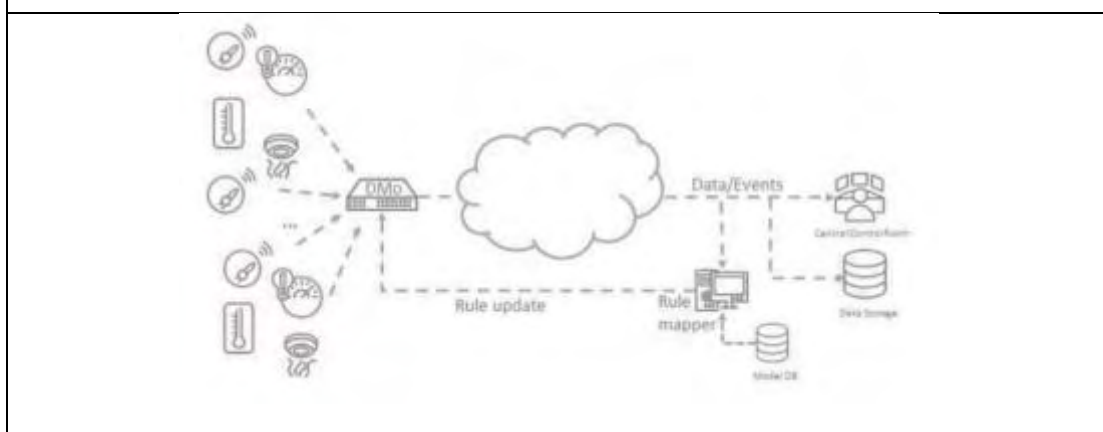 DMo
...
Data/Events
Central Control Room
Rule update
Rule
mapper
Data Storage
Model DB